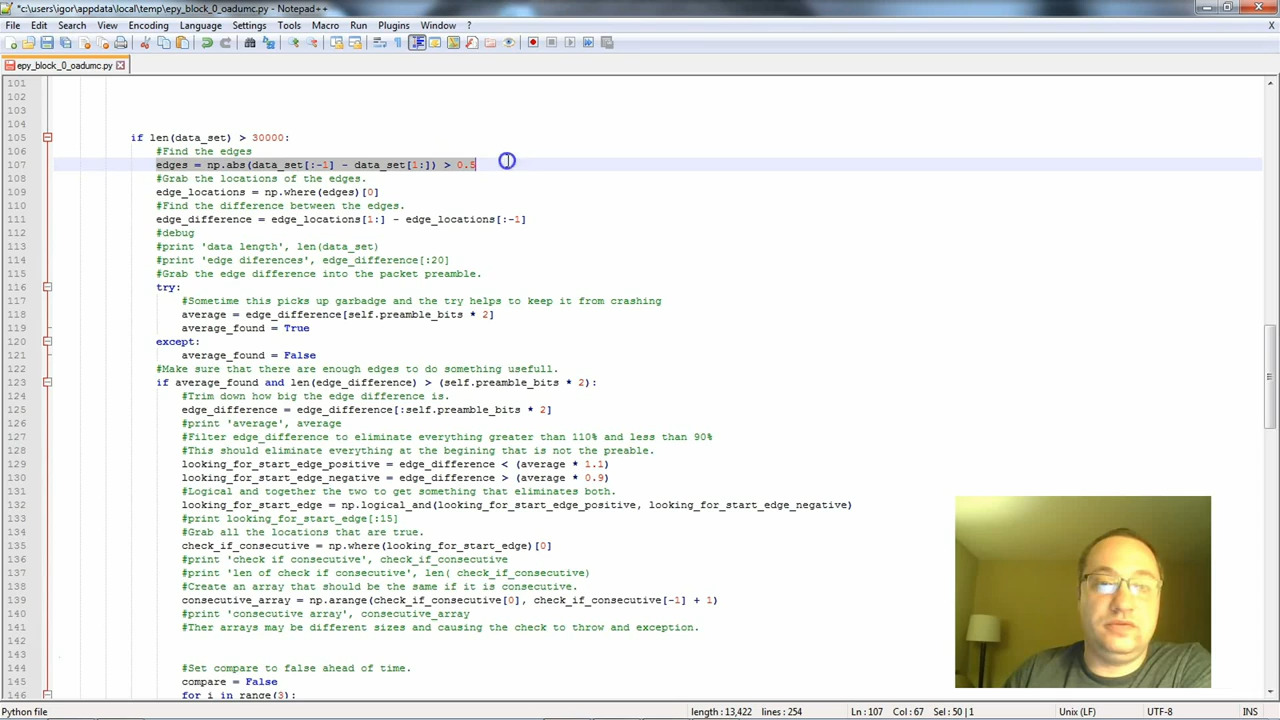 *c:\users\igor\appdata\local\temp\epy_block_0_oadumc.py - Notepad++
File Edit Search View Encoding Language Settings Tools Macro Run Plugins Window ? X
epy_block_0_oadumc.py
101
102
103
104
105 if len(data_set) > 30000:
106 #Find the edges
107 edges = np.abs(data_set[:-1] - data_set[1:]) > 0.5
108 #Grab the locations of the edges.
109 edge_locations = np.where(edges)[0]
110 #Find the difference between the edges.
111 edge_difference = edge_locations[1:] - edge_locations[:-1]
112 #debug
113 #print 'data length', len(data_set)
114 #print 'edge diferences', edge_difference[:20]
115 #Grab the edge difference into the packet preamble.
116 try:
117 #Sometime this picks up garbadge and the try helps to keep it from crashing
118 average = edge_difference[self.preamble_bits * 2]
119 average_found = True
120 except:
121 average_found = False
122 #Make sure that there are enough edges to do something usefull.
123 if average_found and len(edge_difference) > (self.preamble_bits * 2):
124 #Trim down how big the edge difference is.
125 edge_difference = edge_difference[:self.preamble_bits * 2]
126 #print 'average', average
127 #Filter edge_difference to eliminate everything greater than 110% and less than 90%
128 #This should eliminate everything at the begining that is not the preable.
129 looking_for_start_edge_positive = edge_difference < (average * 1.1)
130 looking_for_start_edge_negative = edge_difference > (average * 0.9)
131 #Logical and together the two to get something that eliminates both.
132 looking_for_start_edge = np.logical_and(looking_for_start_edge_positive, looking_for_start_edge_negative)
133 #print looking_for_start_edge[:15]
134 #Grab all the locations that are true.
135 check_if_consecutive = np.where(looking_for_start_edge)[0]
136 #print 'check if consecutive', check_if_consecutive
137 #print 'len of check if consecutive', len( check_if_consecutive)
138 #Create an array that should be the same if it is consecutive.
139 consecutive_array = np.arange(check_if_consecutive[0], check_if_consecutive[-1] + 1)
140 #print 'consecutive array', consecutive_array
141 #Ther arrays may be different sizes and causing the check to throw and exception.
142
143
144 #Set compare to false ahead of time.
145 compare = False
146 for i in range(3):
Python file length : 13,422 lines : 254 Ln : 107 Col : 67 Sel : 50 | 1 Unix (LF) UTF-8 INS